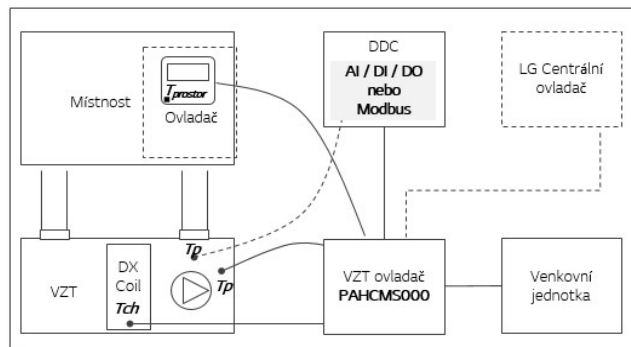 Místnost
Tprostor
Ovladač
DDC
AI / DI / DO
nebo
Modbus
LG Centrální
ovladač
VZT
DX
Coil
Tch
Tp
Tp
VZT ovladač
PAHCMS000
Venkovní
jednotka